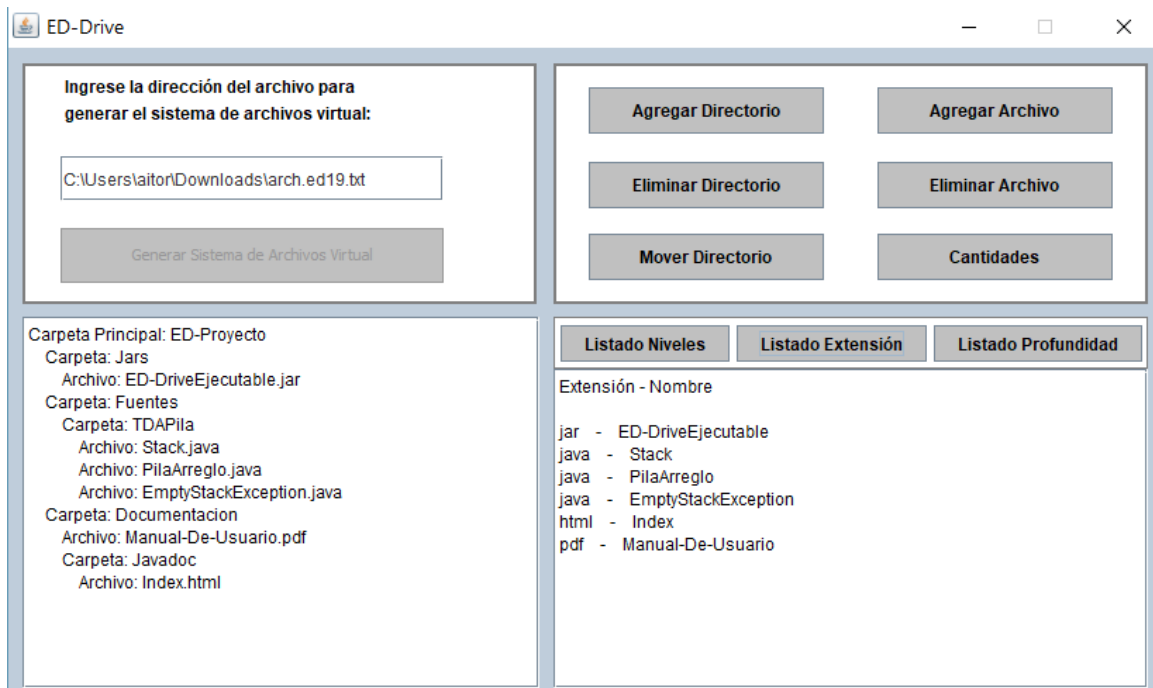 ED-Drive
Ingrese la dirección del archivo para
generar el sistema de archivos virtual:
C:\Users\aitor\Downloads\arch.ed19.txt
Generar Sistema de Archivos Virtual
Agregar Directorio
Agregar Archivo
Eliminar Directorio
Eliminar Archivo
Mover Directorio
Cantidades
Carpeta Principal: ED-Proyecto
Carpeta: Jars
Archivo: ED-DriveEjecutable.jar
Carpeta: Fuentes
Carpeta: TDAPila
Archivo: Stack.java
Archivo: PilaArreglo.java
Archivo: EmptyStackException.java
Carpeta: Documentacion
Archivo: Manual-De-Usuario.pdf
Carpeta: Javadoc
Archivo: Index.html
Listado Niveles
Listado Extensión
Listado Profundidad
Extensión - Nombre
jar - ED-DriveEjecutable
java - Stack
java - PilaArreglo
java - EmptyStackException
html - Index
pdf - Manual-De-Usuario